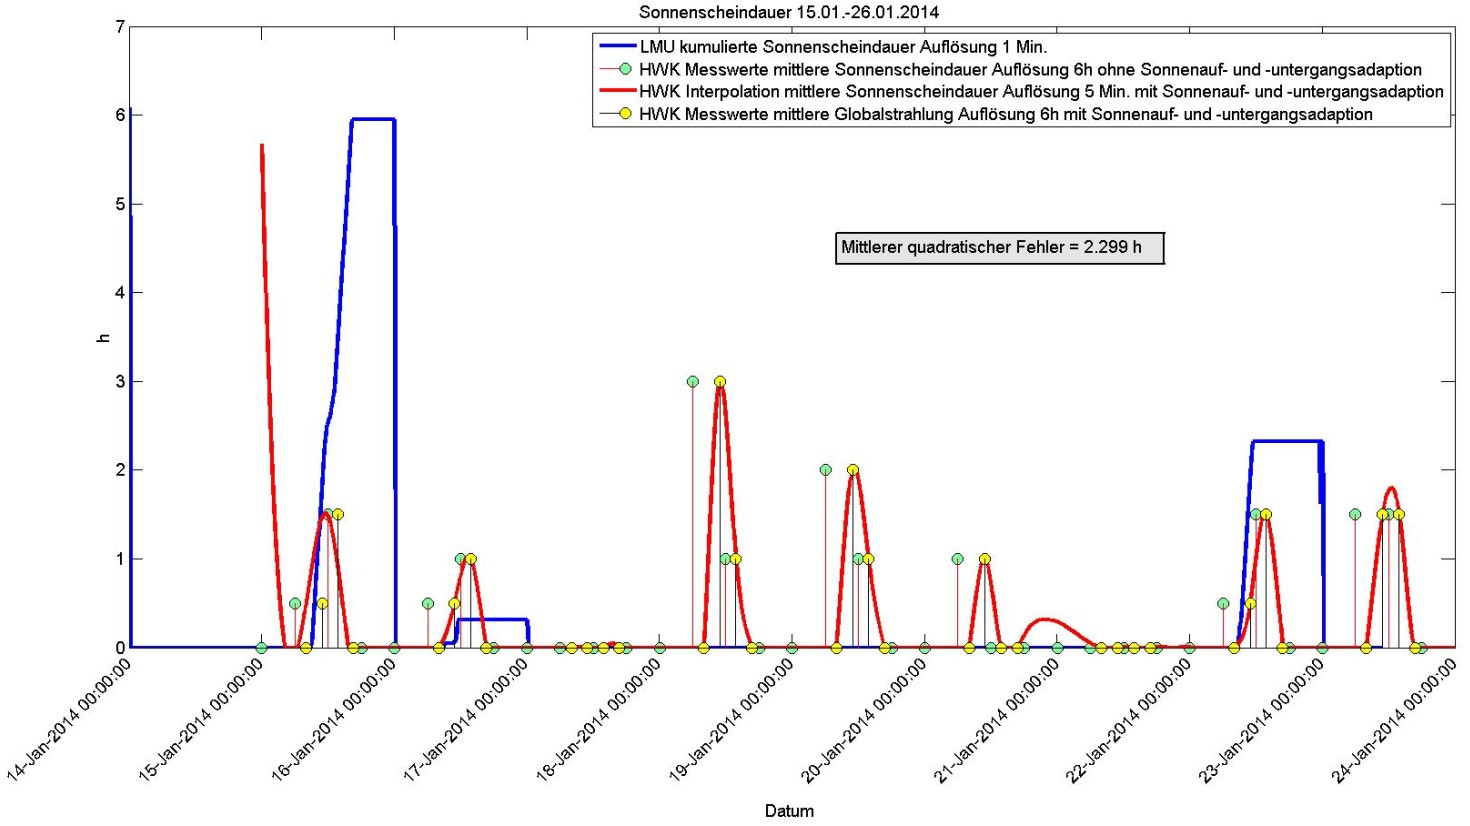 Sonnenscheindauer 15.01.-26.01.2014
LMU kumulierte Sonnenscheindauer Auflösung 1 Min.
HWK Messwerte mittlere Sonnenscheindauer Auflösung 6h ohne Sonnenauf- und -untergangsadaption
HWK Interpolation mittlere Sonnenscheindauer Auflösung 5 Min. mit Sonnenauf- und -untergangsadaption
HWK Messwerte mittlere Globalstrahlung Auflösung 6h mit Sonnenauf- und -untergangsadaption
Mittlerer quadratischer Fehler = 2.299 h
7
6
5
4
3
2
1
0
h
14-Jan-2014 00:00:00
15-Jan-2014 00:00:00
16-Jan-2014 00:00:00
17-Jan-2014 00:00:00
18-Jan-2014 00:00:00
19-Jan-2014 00:00:00
20-Jan-2014 00:00:00
21-Jan-2014 00:00:00
22-Jan-2014 00:00:00
23-Jan-2014 00:00:00
24-Jan-2014 00:00:00
Datum